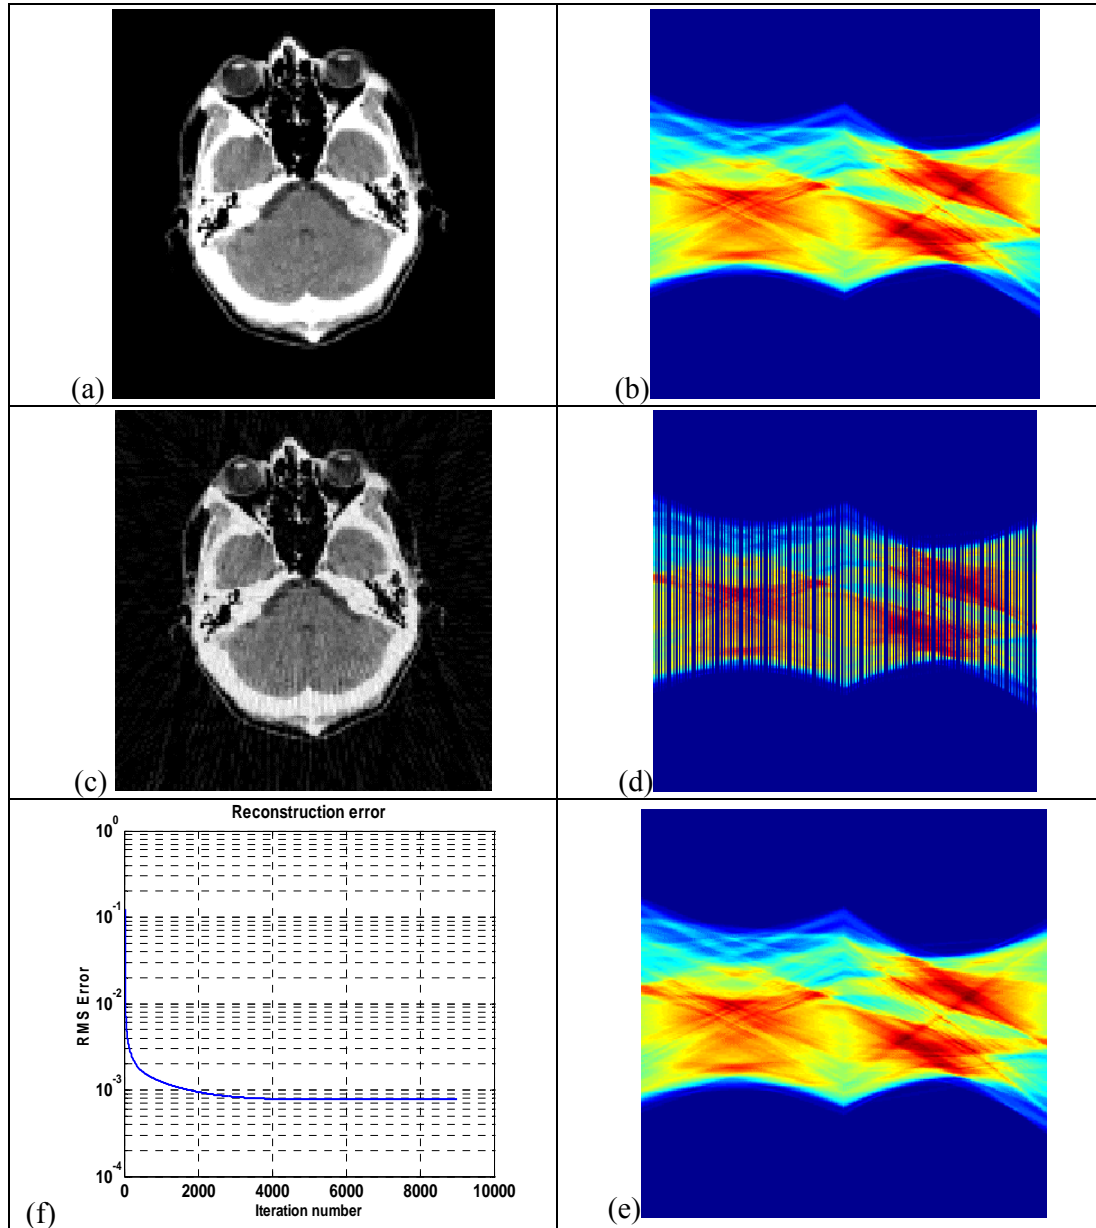 (a)
(b)
(c)
(d)
Reconstruction error
10^0
10^-1
10^-2
10^-3
10^-4
RMS Error
0 2000 4000 6000 8000 10000
Iteration number
(f)
(e)